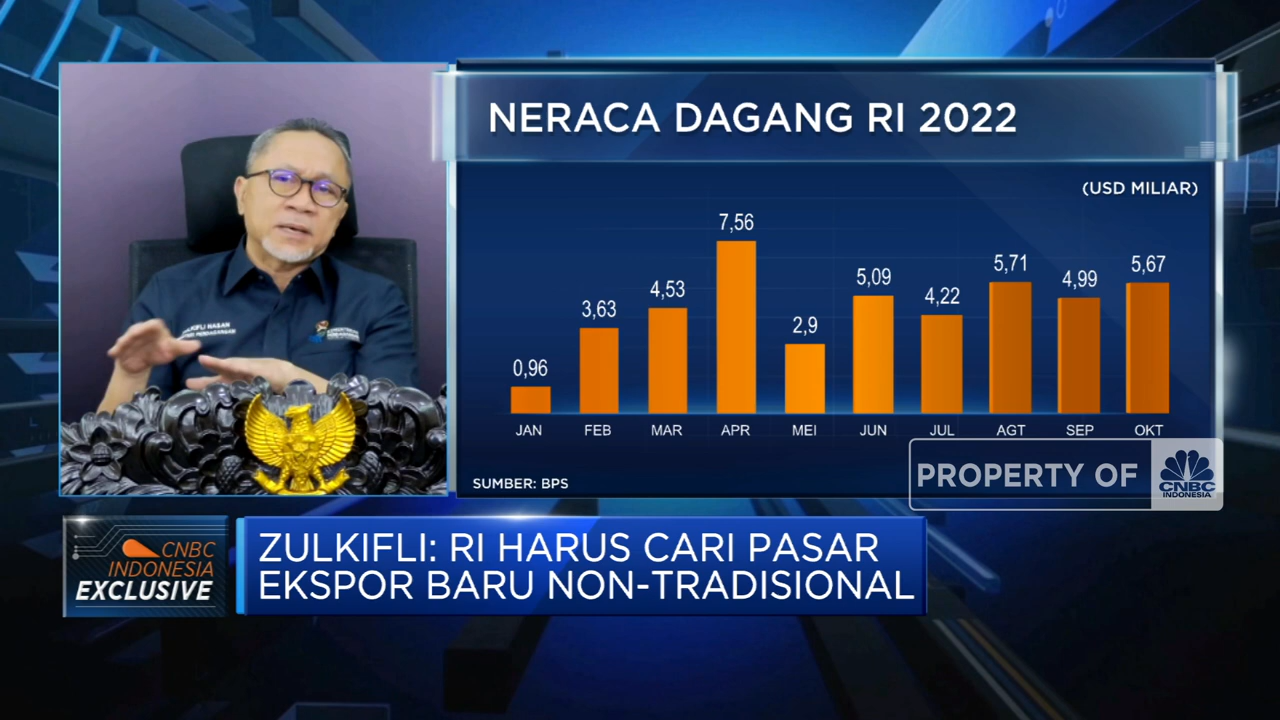 NERACA DAGANG RI 2022
(USD MILIAR)
0,96
3,63
4,53
7,56
2,9
5,09
4,22
5,71
4,99
5,67
JAN
FEB
MAR
APR
MEI
JUN
JUL
AGT
SEP
OKT
SUMBER: BPS
PROPERTY OF
CNBC
INDONESIA
ZULKIFLI HASAN
CNBC
INDONESIA
EXCLUSIVE
ZULKIFLI: RI HARUS CARI PASAR
EKSPOR BARU NON-TRADISIONAL